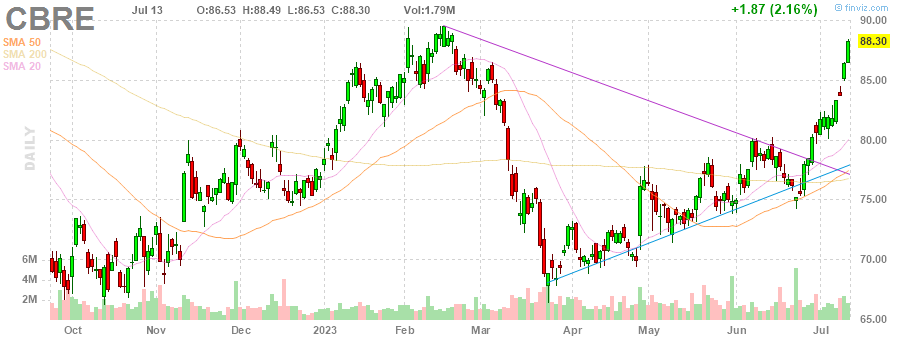 CBRE Jul 13 O:86.53 H:88.49 L:86.53 C:88.30 Vol:1.79M +1.87 (2.16%) @ finviz.com
SMA 50
SMA 200
SMA 20
DAILY
90.00
88.30
85.00
80.00
75.00
70.00
65.00
6M
4M
2M
Oct Nov Dec 2023 Feb Mar Apr May Jun Jul